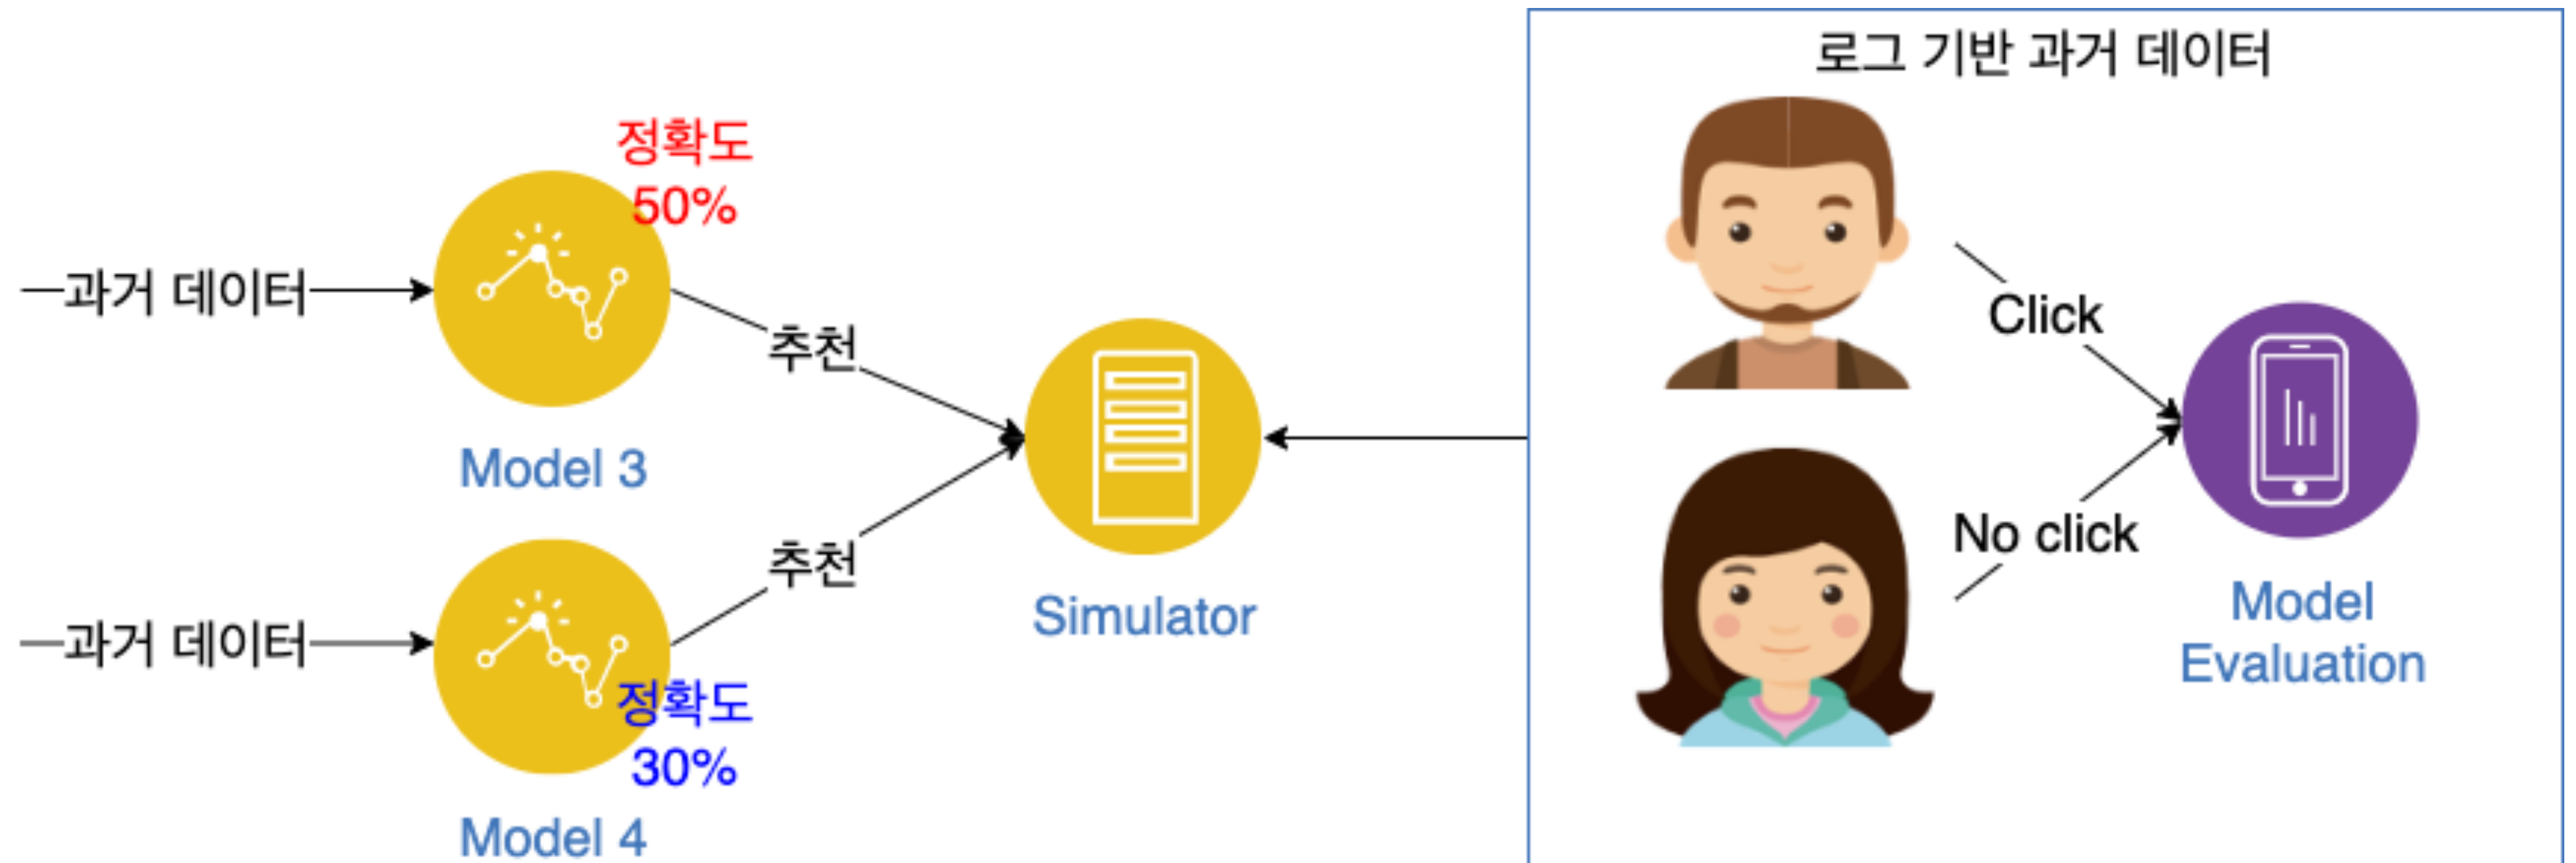 로그 기반 과거 데이터
정확도
50%
과거 데이터
추천
Click
Model 3
Simulator
추천
No click
과거 데이터
정확도
30%
Model 4
Model
Evaluation